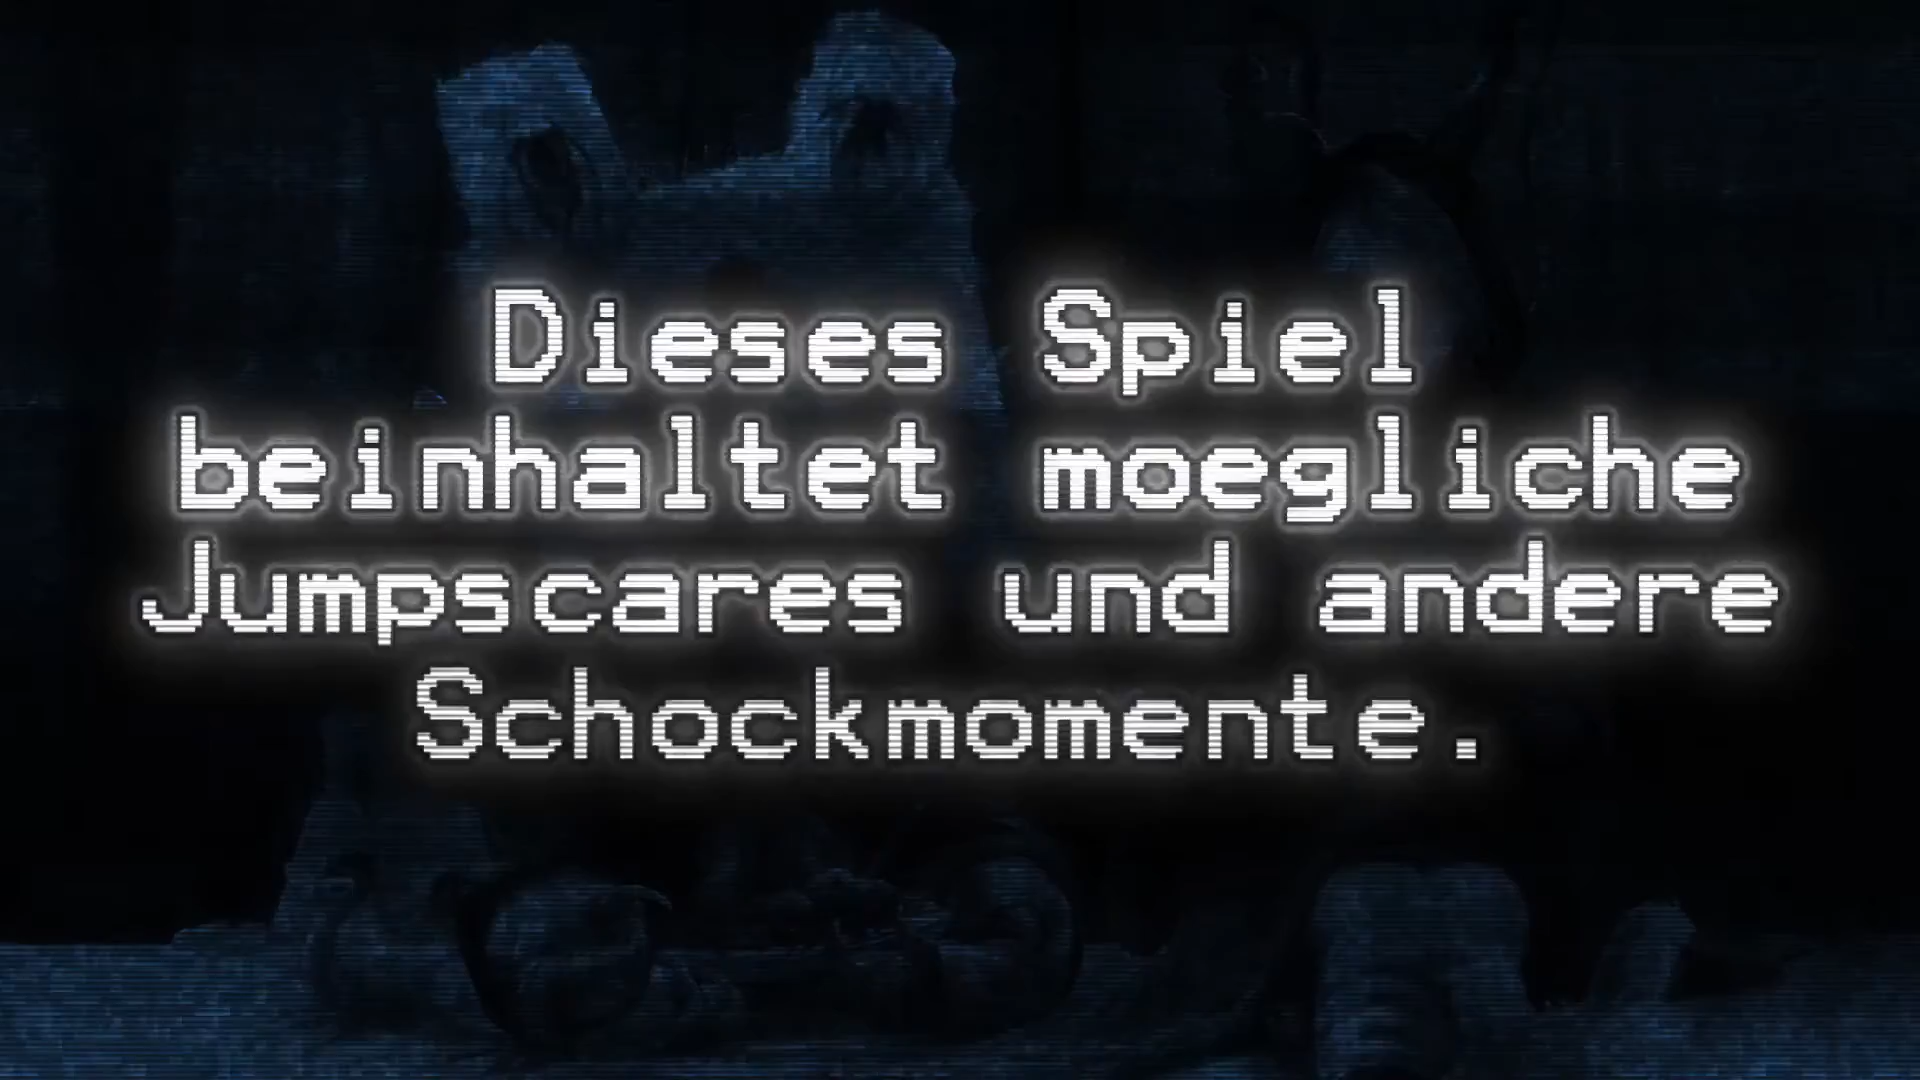 Dieses Spiel
beinhaltet moegliche
Jumpscares und andere
Schockmomente.